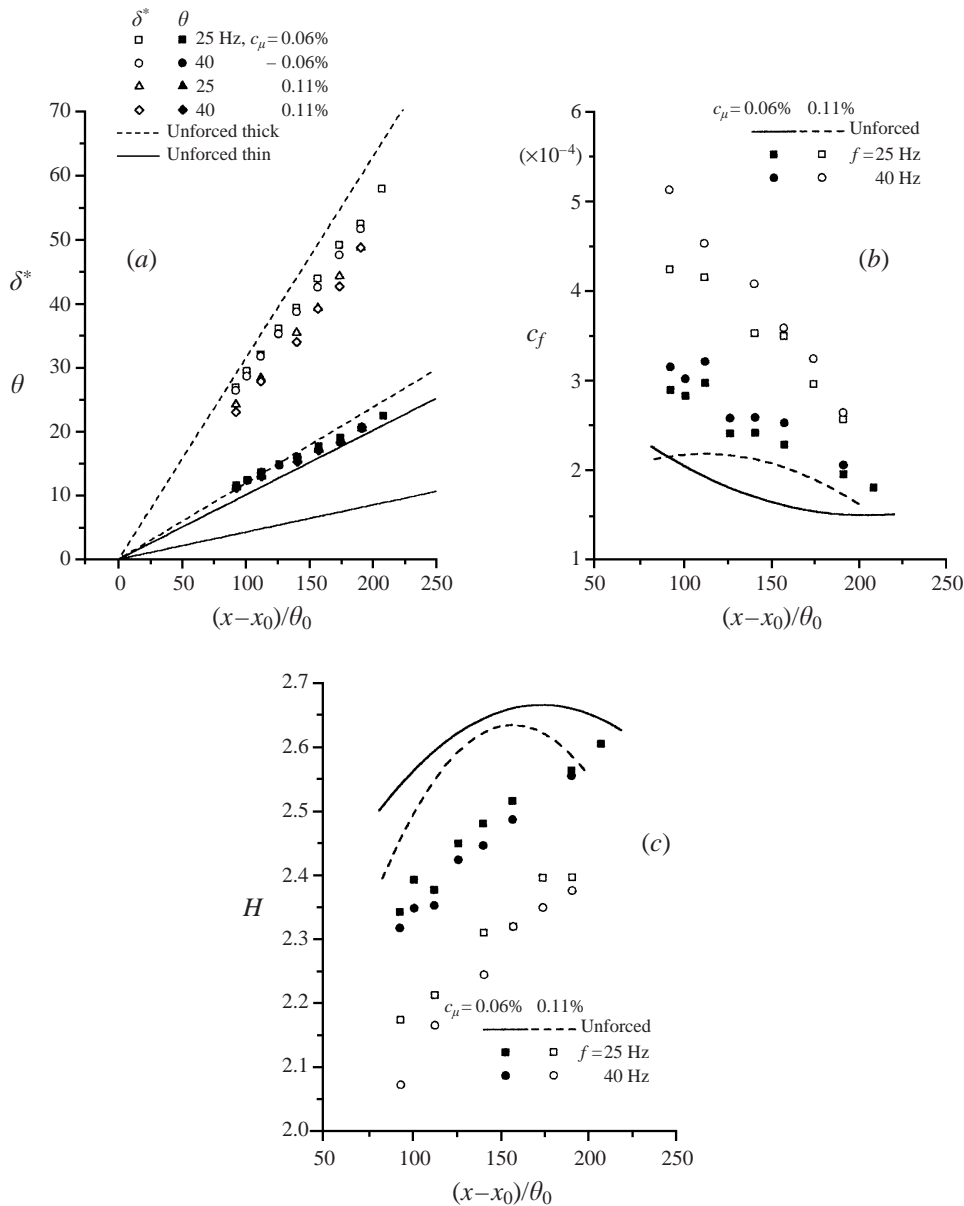 δ* θ
25 Hz, cμ = 0.06%
40 – 0.06%
25 0.11%
40 0.11%
Unforced thick
Unforced thin
70
60
50
40
30
20
10
0
δ*
θ
(a)
0 50 100 150 200 250
(x–x0)/θ0
cμ = 0.06% 0.11%
Unforced
f = 25 Hz
40 Hz
6
(×10–4)
5
4
3
2
1
cf
(b)
50 100 150 200 250
(x–x0)/θ0
2.7
2.6
2.5
2.4
2.3
2.2
2.1
2.0
H
(c)
cμ = 0.06% 0.11%
Unforced
f = 25 Hz
40 Hz
50 100 150 200 250
(x–x0)/θ0